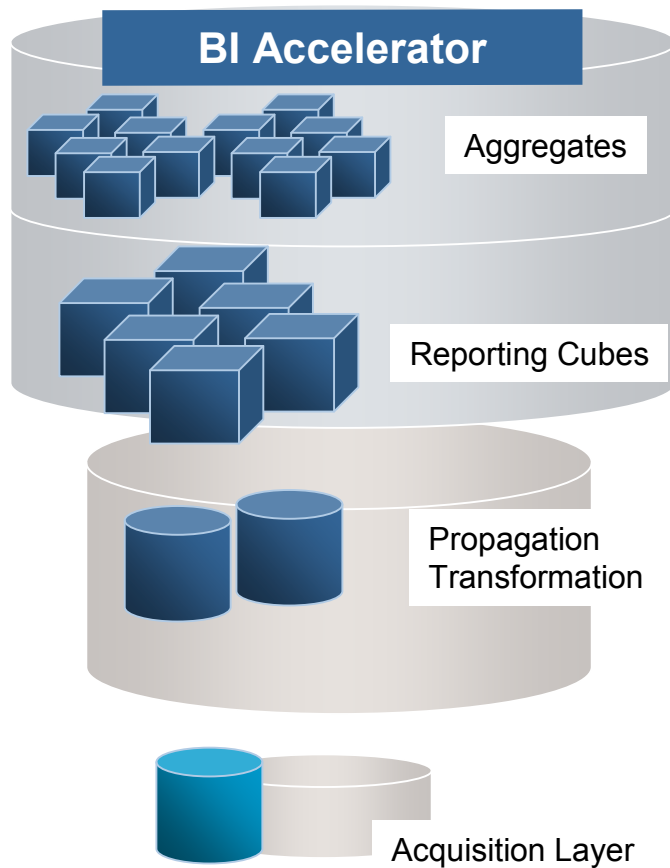 BI Accelerator
Aggregates
Reporting Cubes
Propagation
Transformation
Acquisition Layer